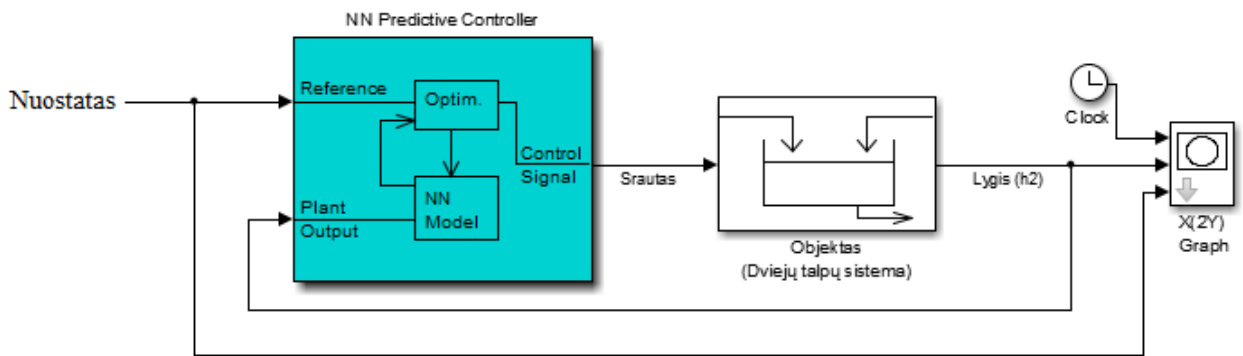 NN Predictive Controller
Nuostatas
Reference
Optim.
Control
Signal
NN
Model
Plant
Output
Srautas
Objektas
(Dviejų talpų sistema)
Lygis (h2)
Clock
X(2Y)
Graph